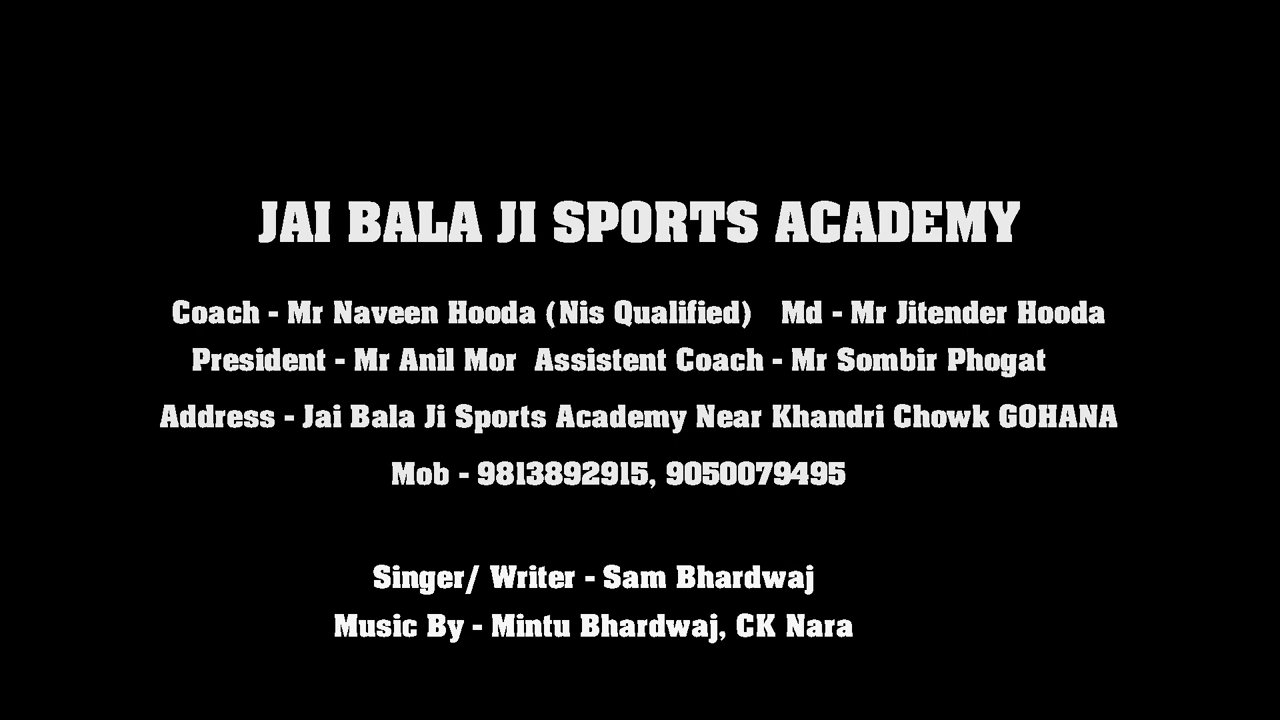 JAI BALA JI SPORTS ACADEMY
Coach - Mr Naveen Hooda (Nis Qualified) Md - Mr Jitender Hooda
President - Mr Anil Mor Assistent Coach - Mr Sombir Phogat
Address - Jai Bala Ji Sports Academy Near Khandri Chowk GOHANA
Mob - 9813892915, 9050079495
Singer/ Writer - Sam Bhardwaj
Music By - Mintu Bhardwaj, CK Nara